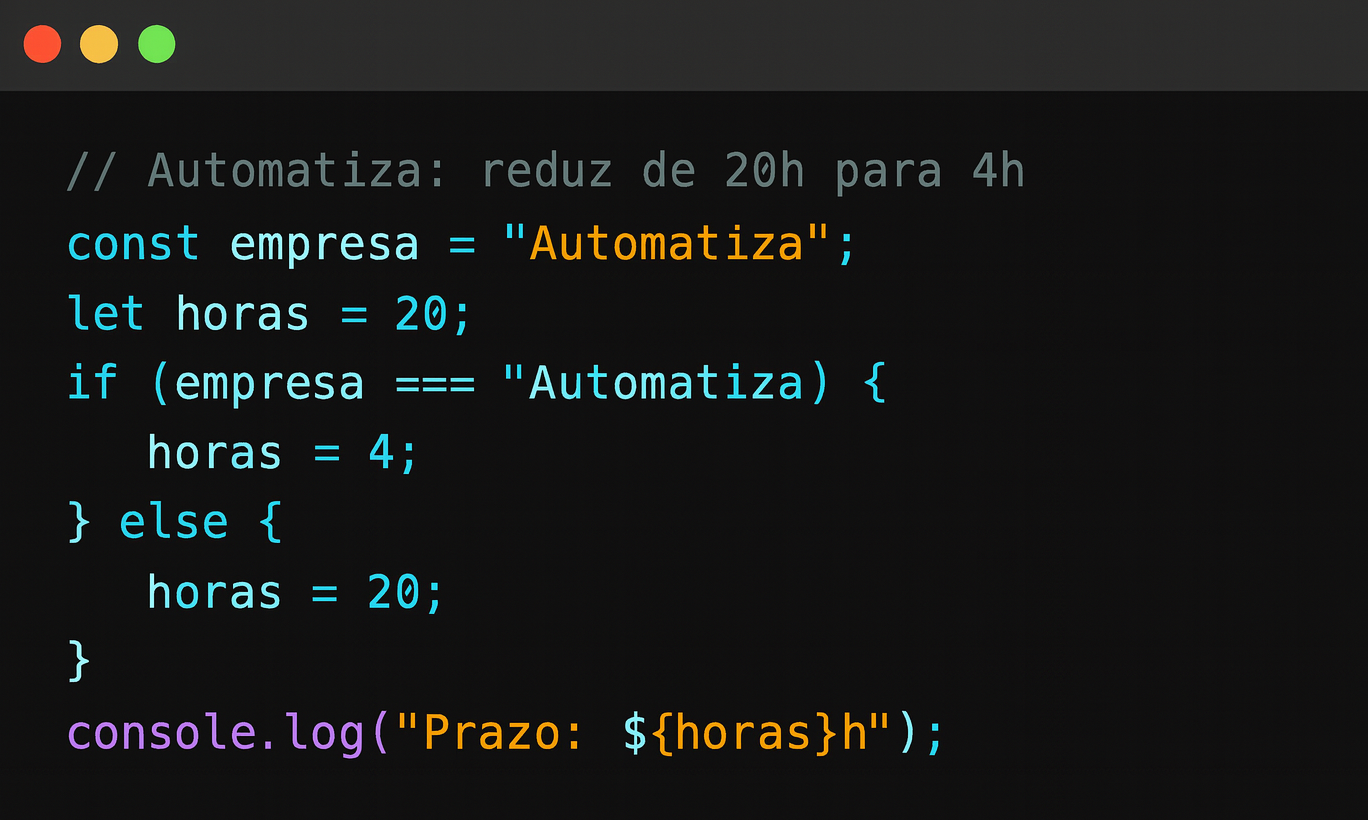 // Automatiza: reduz de 20h para 4h
const empresa = "Automatiza";
let horas = 20;
if (empresa === "Automatiza) {
   horas = 4;
} else {
   horas = 20;
}
console.log("Prazo: ${horas}h");